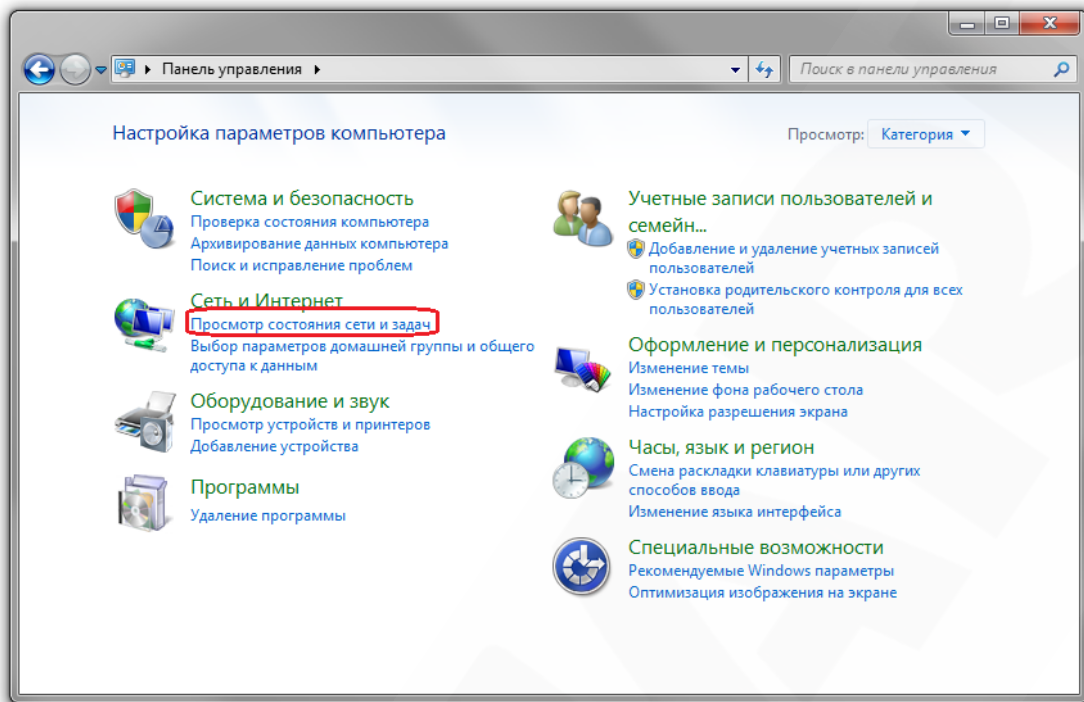 Панель управления
Поиск в панели управления
Настройка параметров компьютера
Просмотр: Категория
Система и безопасность
Проверка состояния компьютера
Архивирование данных компьютера
Поиск и исправление проблем
Сеть и Интернет
Просмотр состояния сети и задач
Выбор параметров домашней группы и общего
доступа к данным
Оборудование и звук
Просмотр устройств и принтеров
Добавление устройства
Программы
Удаление программы
Учетные записи пользователей и
семейн...
Добавление и удаление учетных записей
пользователей
Установка родительского контроля для всех
пользователей
Оформление и персонализация
Изменение темы
Изменение фона рабочего стола
Настройка разрешения экрана
Часы, язык и регион
Смена раскладки клавиатуры или других
способов ввода
Изменение языка интерфейса
Специальные возможности
Рекомендуемые Windows параметры
Оптимизация изображения на экране